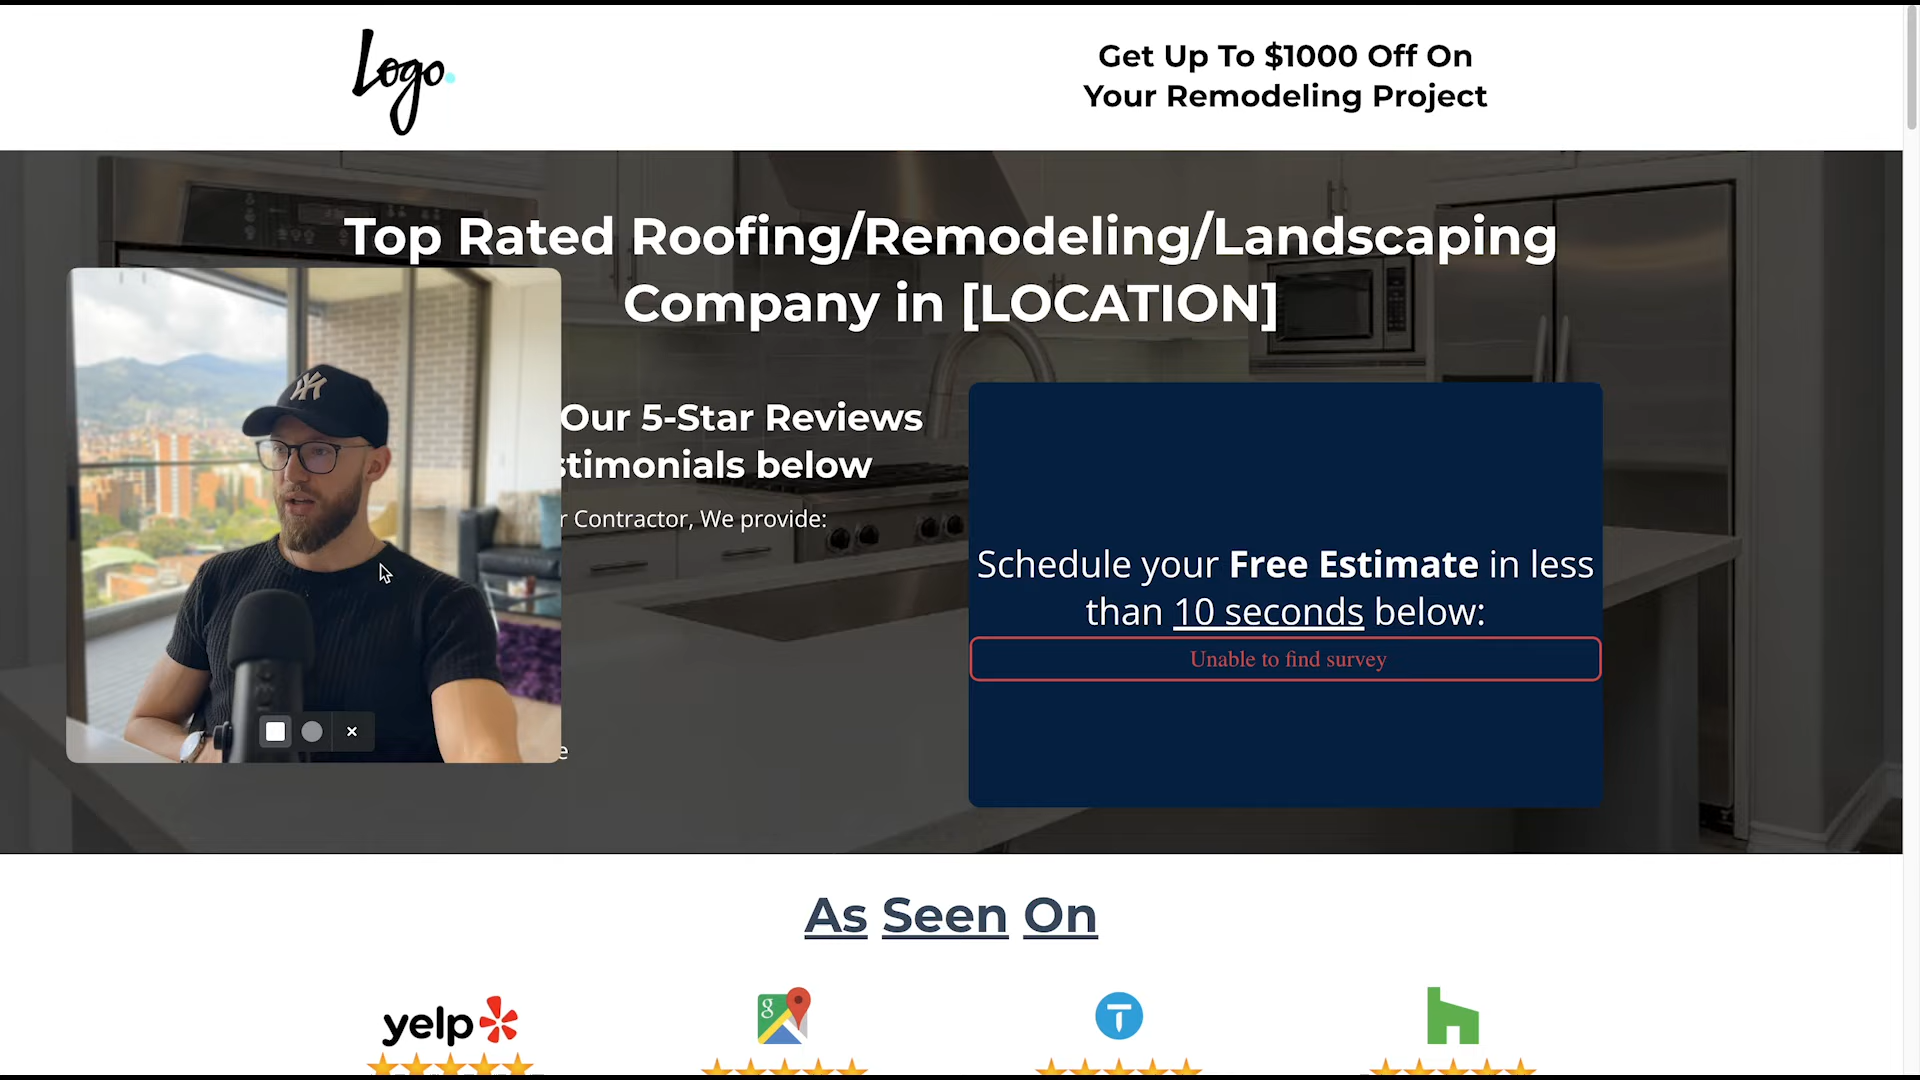 Logo.
Get Up To $1000 Off On
Your Remodeling Project
Top Rated Roofing/Remodeling/Landscaping
Company in [LOCATION]
Our 5-Star Reviews
stimonials below
r Contractor, We provide:
e
Schedule your Free Estimate in less
than 10 seconds below:
Unable to find survey
As Seen On
yelp
g